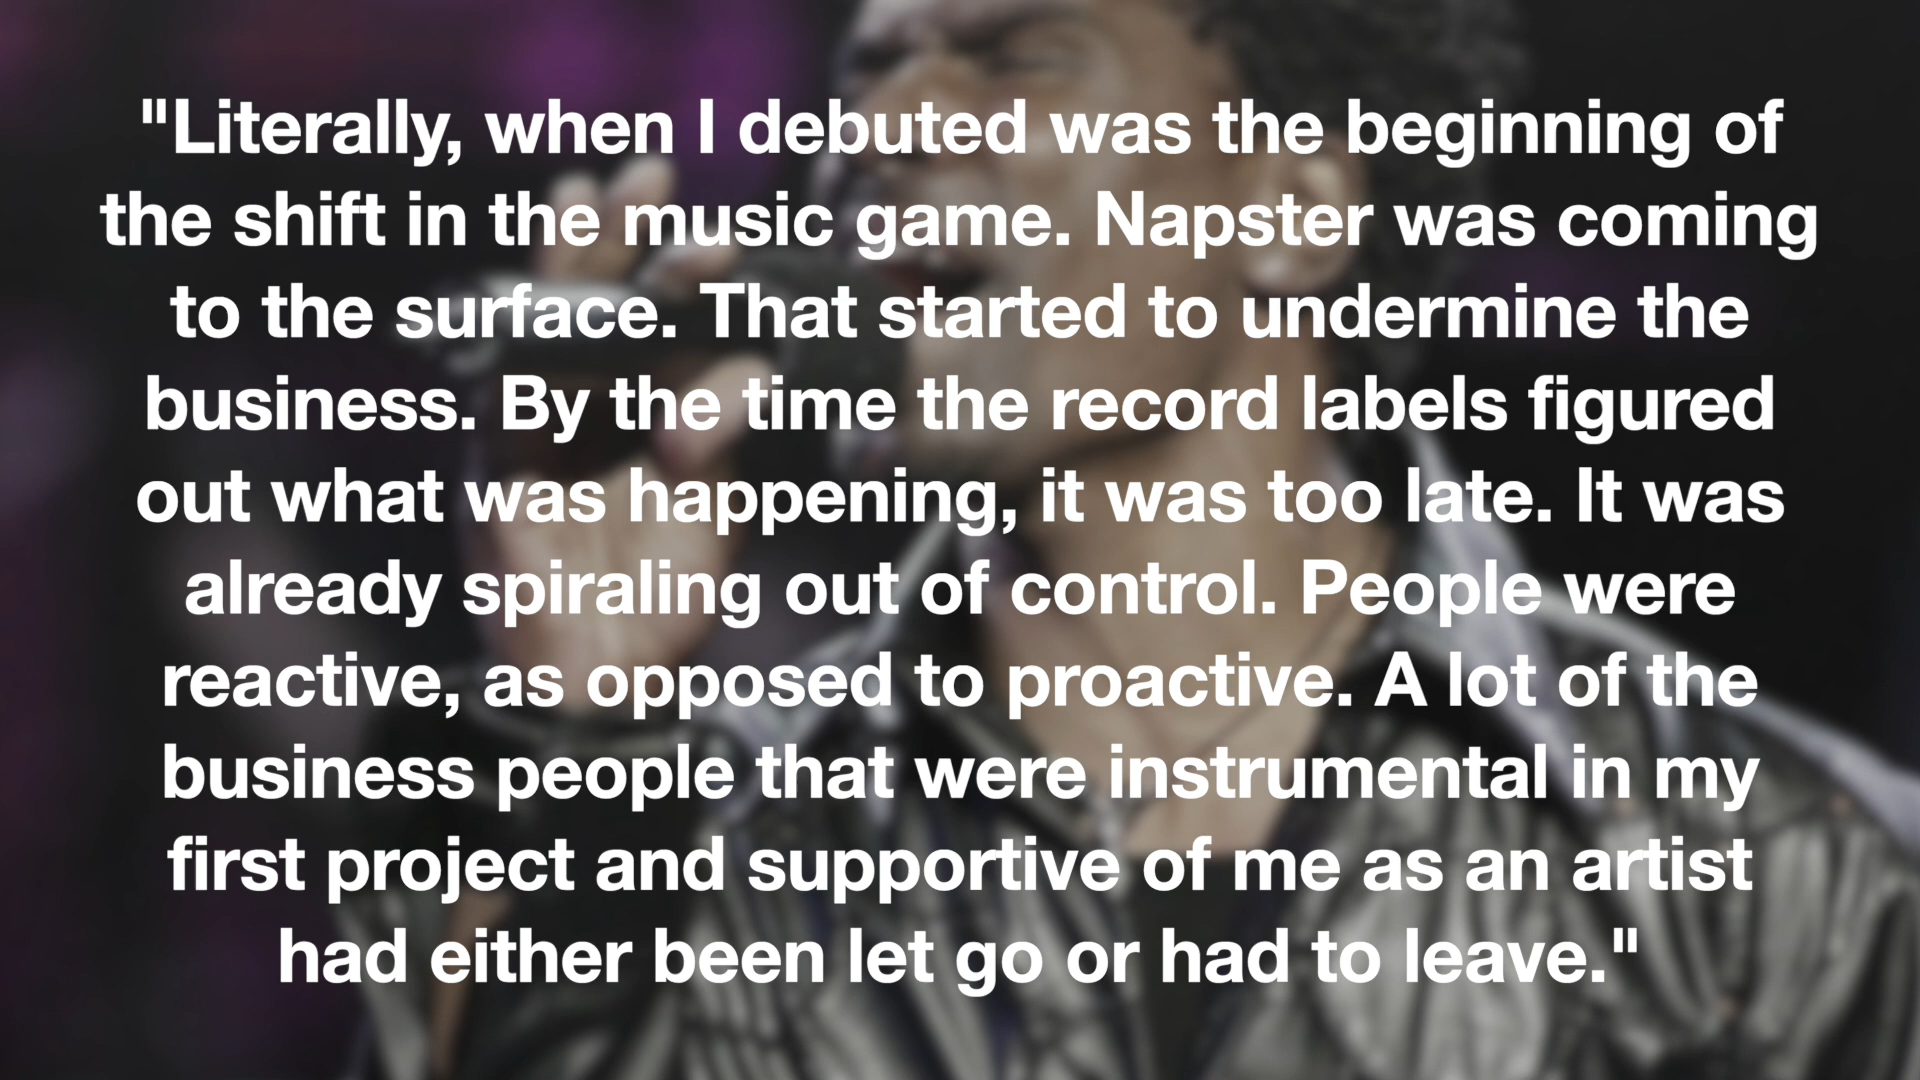 "Literally, when I debuted was the beginning of
the shift in the music game. Napster was coming
to the surface. That started to undermine the
business. By the time the record labels figured
out what was happening, it was too late. It was
already spiraling out of control. People were
reactive, as opposed to proactive. A lot of the
business people that were instrumental in my
first project and supportive of me as an artist
had either been let go or had to leave."